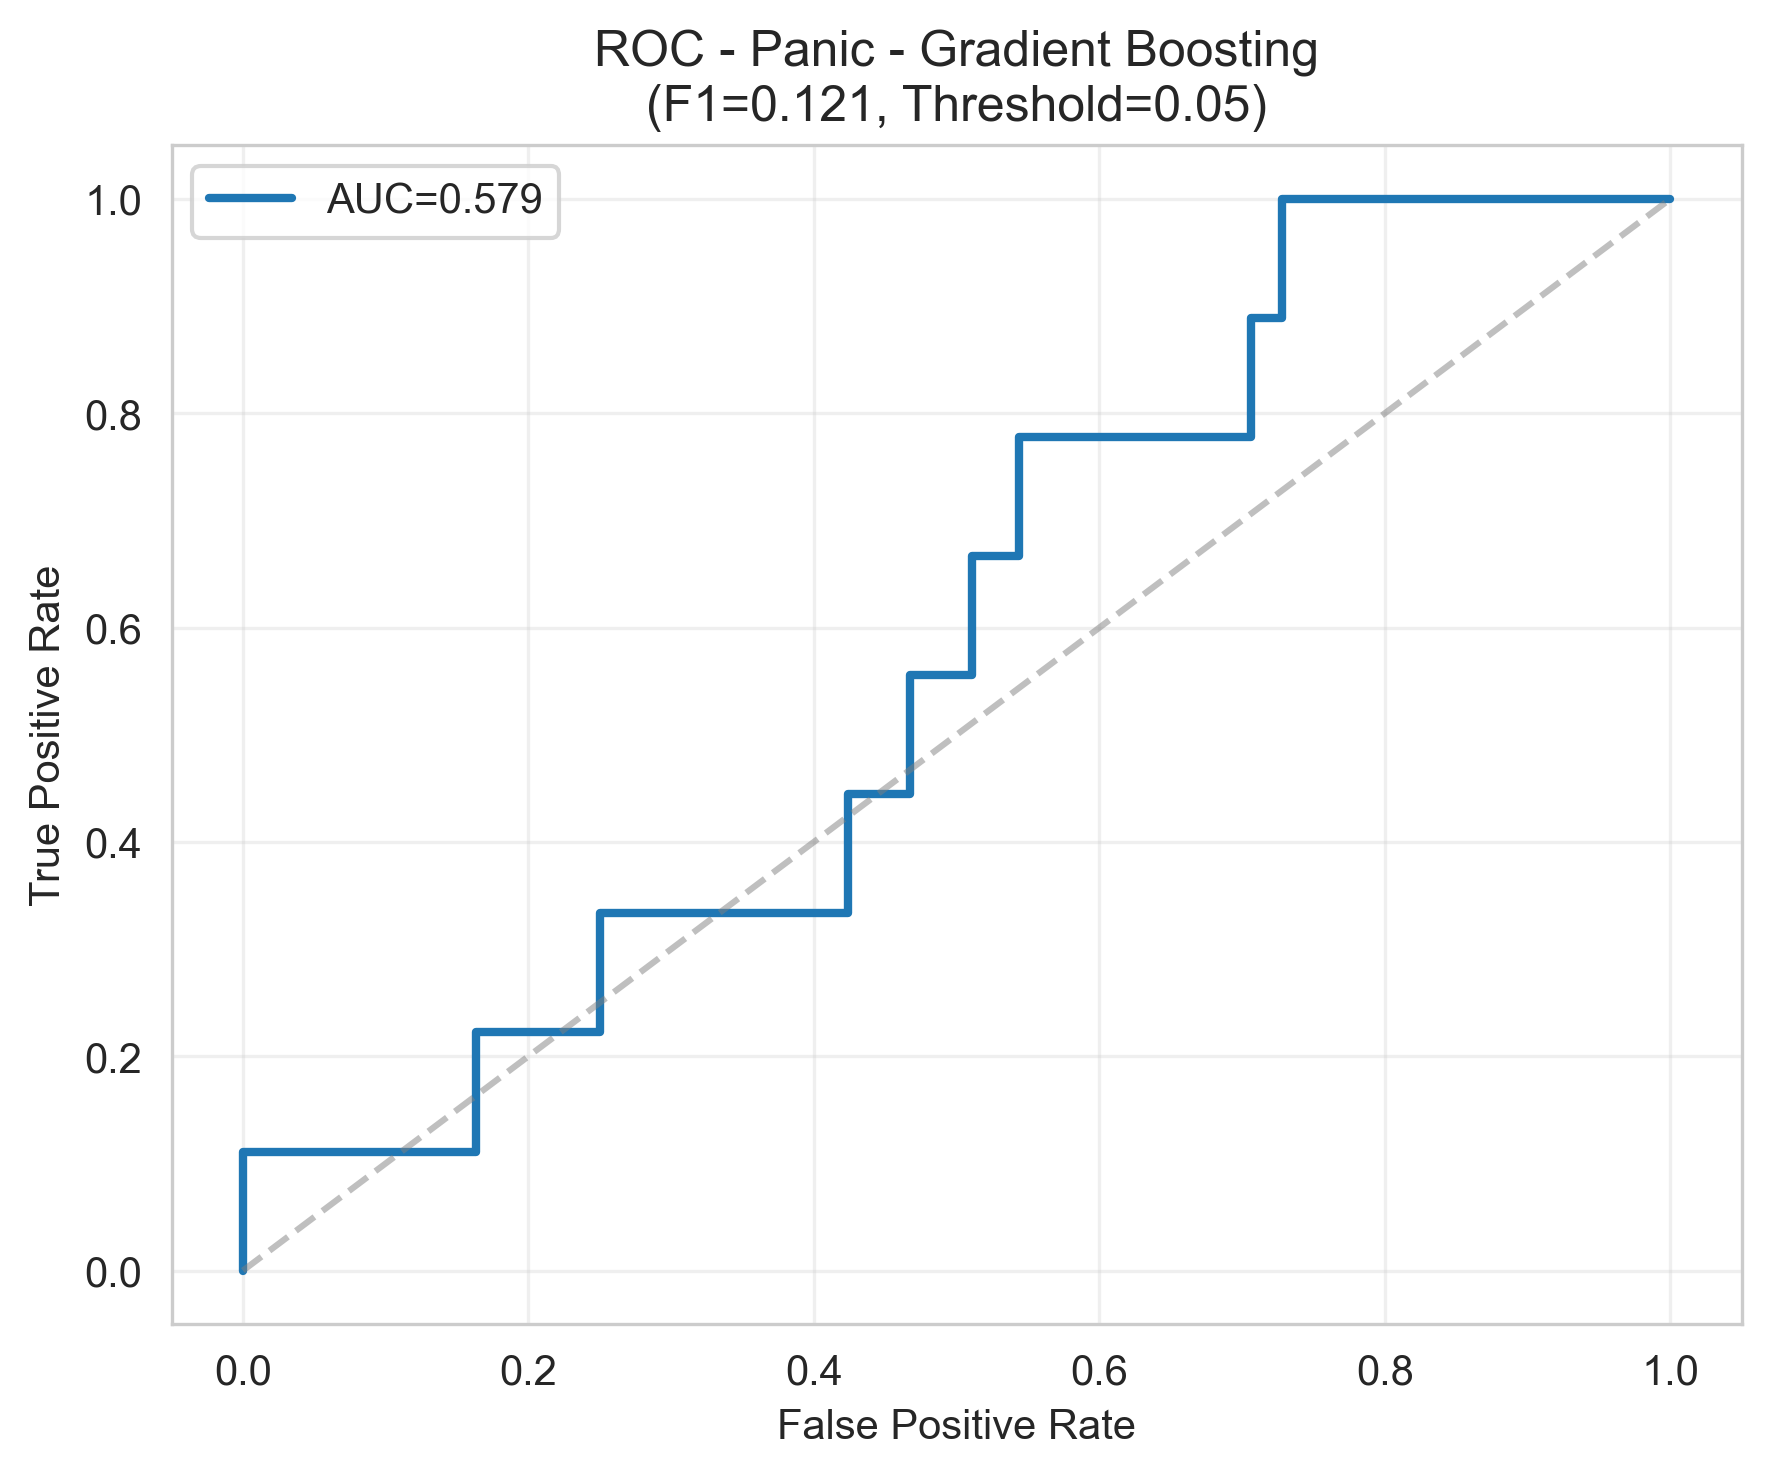 ROC - Panic - Gradient Boosting
(F1=0.121, Threshold=0.05)
AUC=0.579
1.0
0.8
0.6
0.4
0.2
0.0
True Positive Rate
0.0 0.2 0.4 0.6 0.8 1.0
False Positive Rate